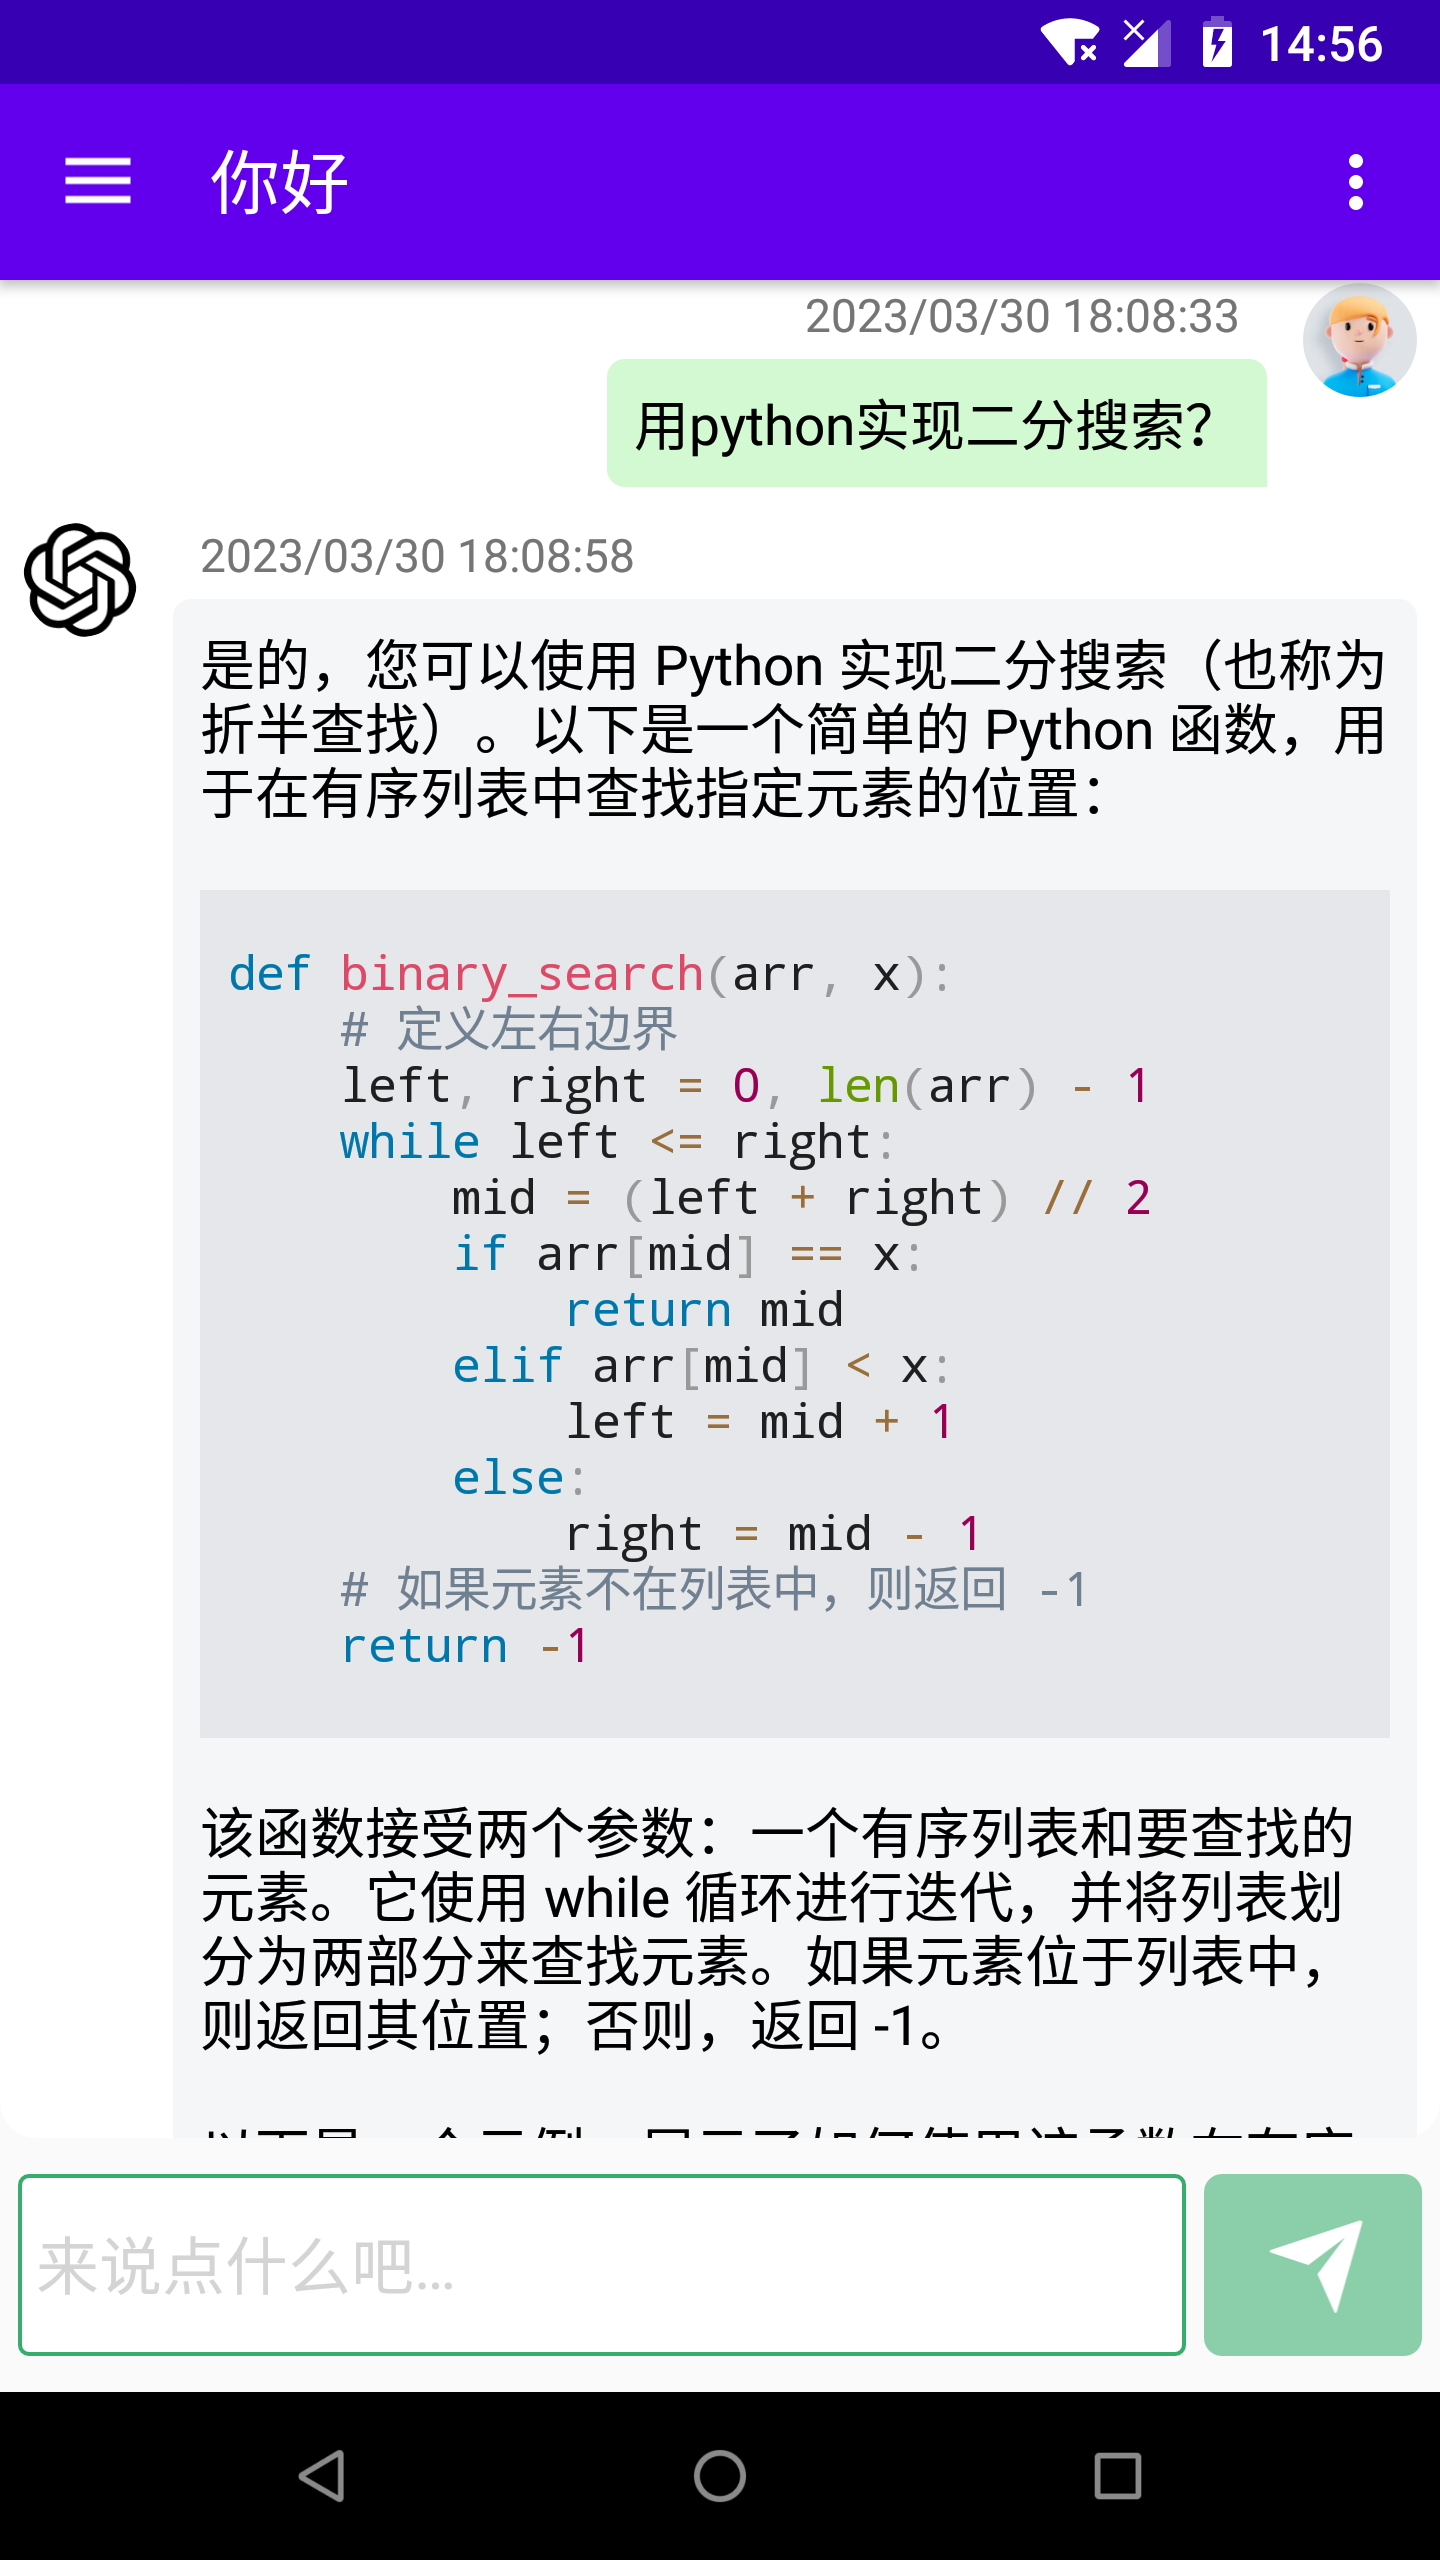 14:56
你好
2023/03/30 18:08:33
用python实现二分搜索？
2023/03/30 18:08:58
是的，您可以使用 Python 实现二分搜索（也称为
折半查找）。以下是一个简单的 Python 函数，用
于在有序列表中查找指定元素的位置：
def binary_search(arr, x):
    # 定义左右边界
    left, right = 0, len(arr) - 1
    while left <= right:
        mid = (left + right) // 2
        if arr[mid] == x:
            return mid
        elif arr[mid] < x:
            left = mid + 1
        else:
            right = mid - 1
    # 如果元素不在列表中，则返回 -1
    return -1
该函数接受两个参数：一个有序列表和要查找的
元素。它使用 while 循环进行迭代，并将列表划
分为两部分来查找元素。如果元素位于列表中，
则返回其位置；否则，返回 -1。
来说点什么吧...